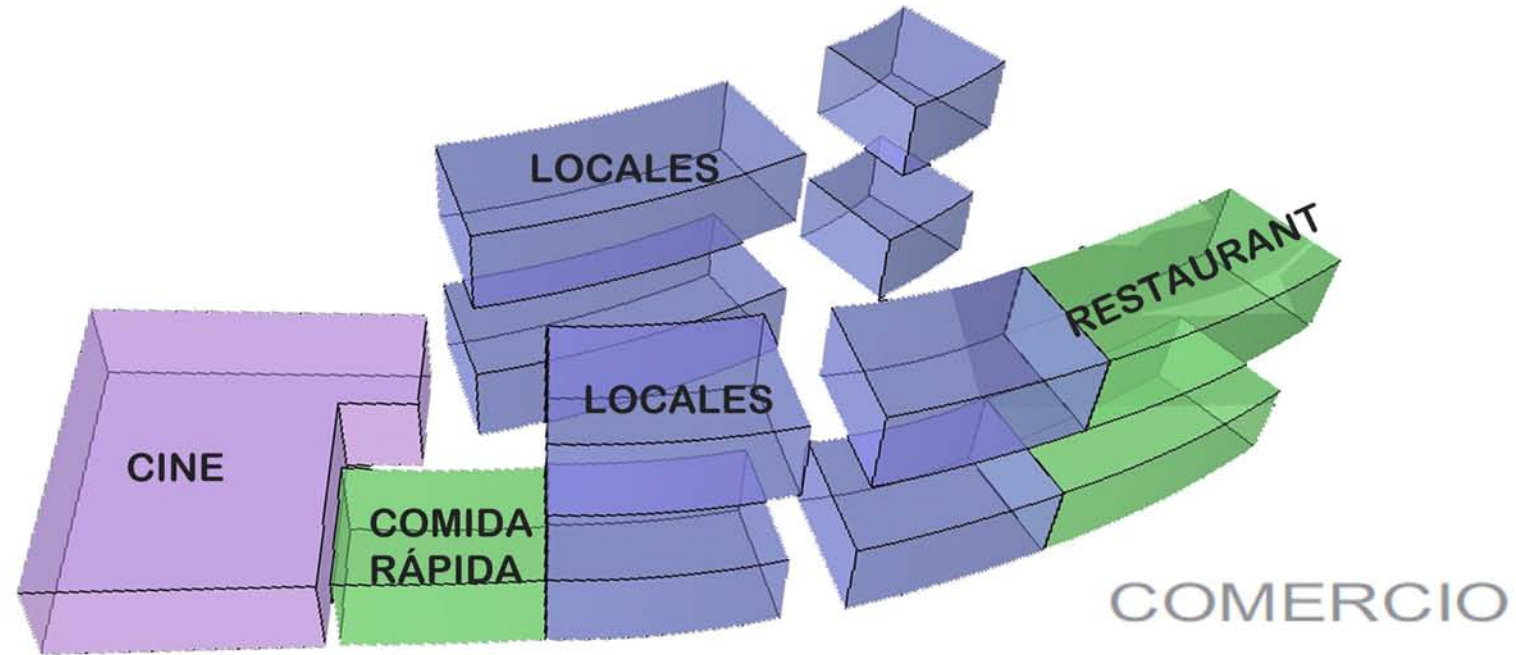 LOCALES
RESTAURANT
LOCALES
CINE
COMIDA
RÁPIDA
COMERCIO